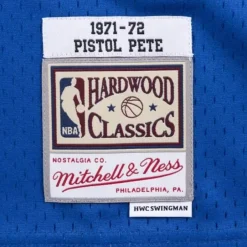 1971-72
PISTOL PETE
HARDWOOD
NBA
CLASSICS
NOSTALGIA CO.
Mitchell & Ness
PHILADELPHIA, PA.
HWC SWINGMAN